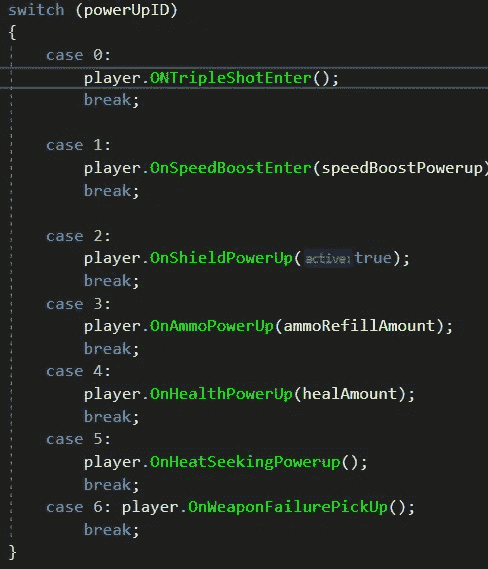 switch (powerUpID)
{
case 0:
player.ONTripleShotEnter();
break;
case 1:
player.OnSpeedBoostEnter(speedBoostPowerup)
break;
case 2:
player.OnShieldPowerUp(active:true);
break;
case 3:
player.OnAmmoPowerUp(ammoRefillAmount);
break;
case 4:
player.OnHealthPowerUp(healAmount);
break;
case 5:
player.OnHeatSeekingPowerup();
break;
case 6: player.OnWeaponFailurePickUp();
break;
}